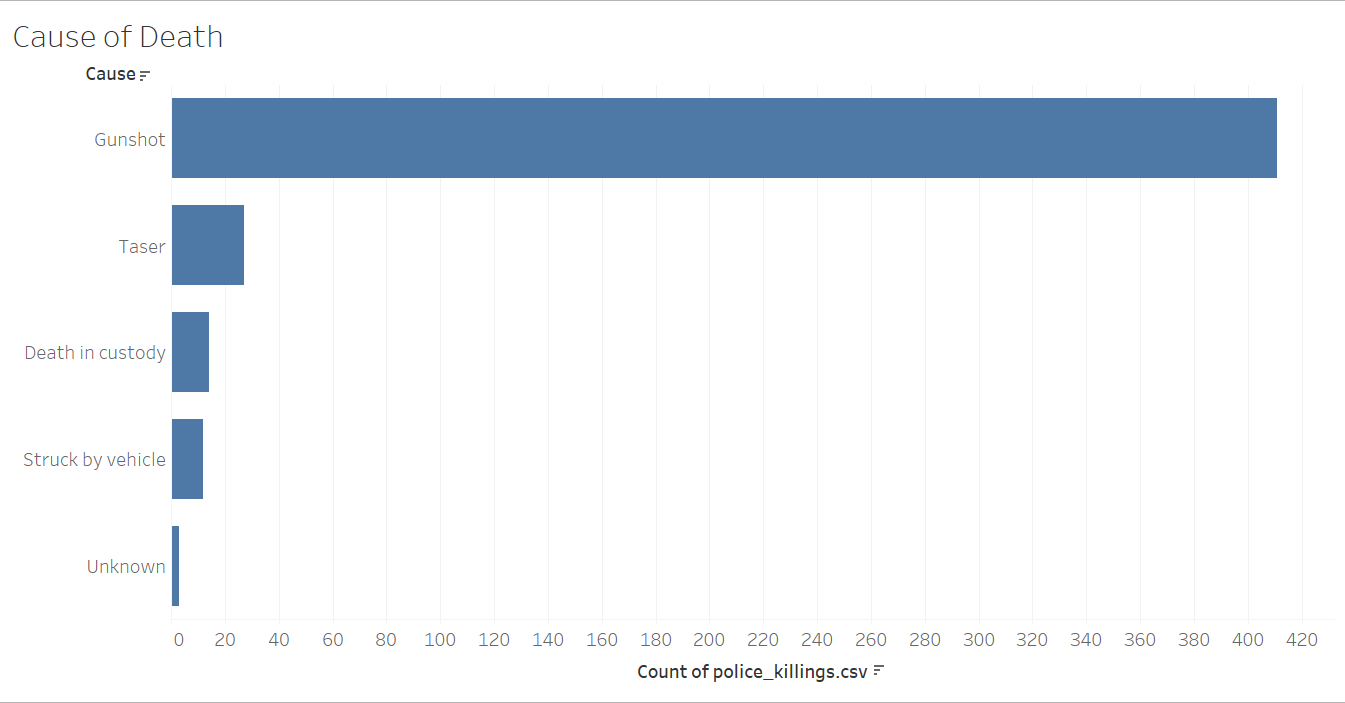 Cause of Death
Cause
Gunshot
Taser
Death in custody
Struck by vehicle
Unknown
0 20 40 60 80 100 120 140 160 180 200 220 240 260 280 300 320 340 360 380 400 420
Count of police_killings.csv